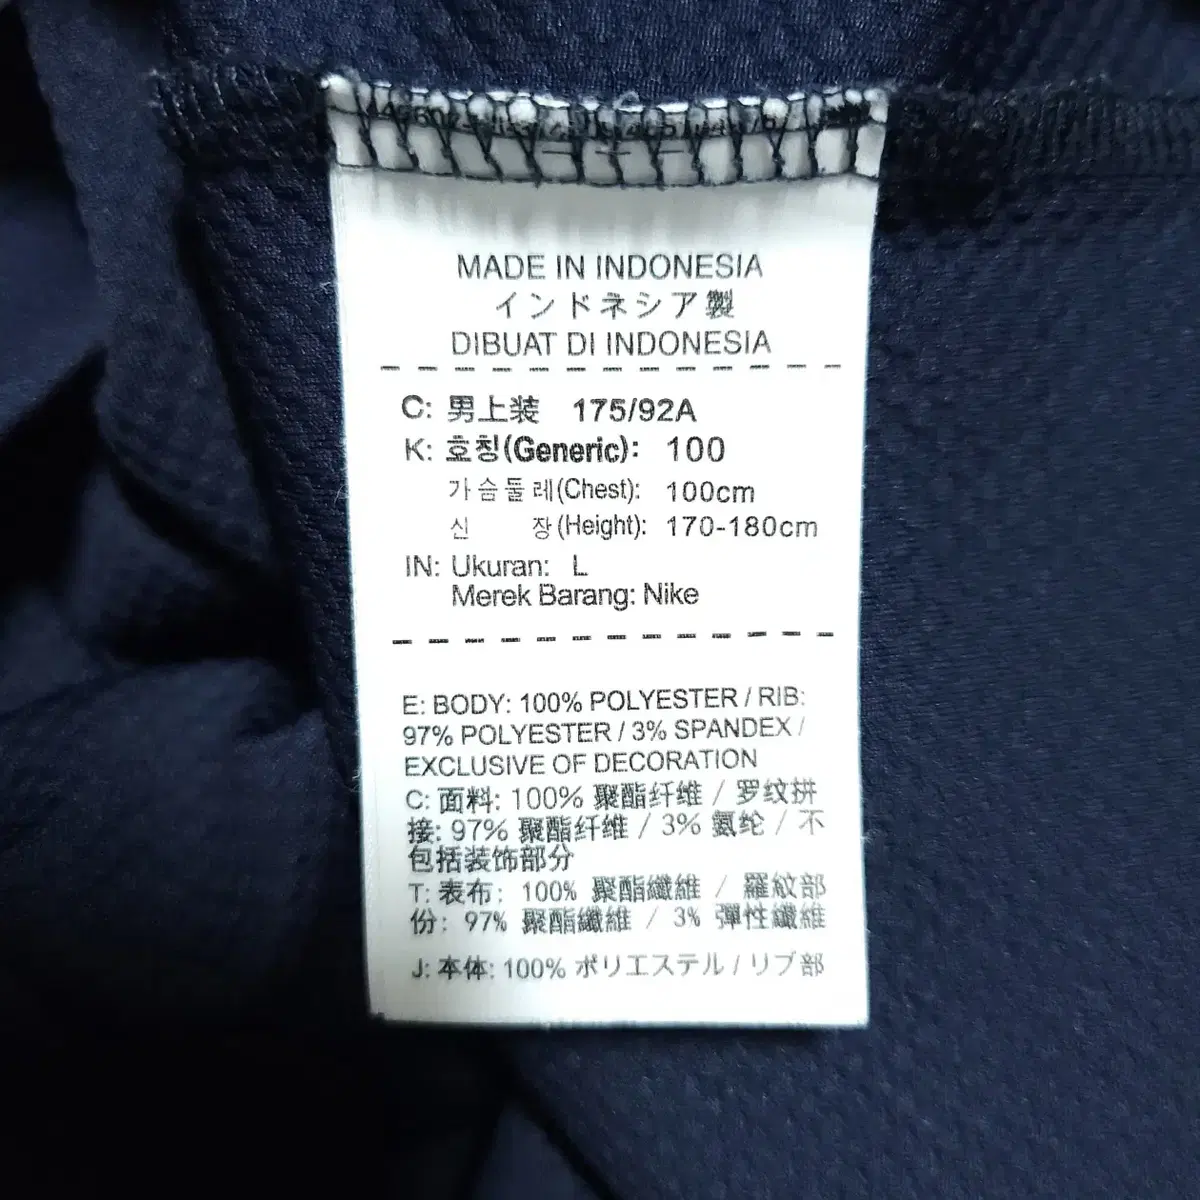 MADE IN INDONESIA
インドネシア製
DIBUAT DI INDONESIA
C: 男上装 175/92A
K: 호칭(Generic): 100
가슴둘레(Chest): 100cm
신 장(Height): 170-180cm
IN: Ukuran: L
Merek Barang: Nike
E: BODY: 100% POLYESTER / RIB:
97% POLYESTER / 3% SPANDEX /
EXCLUSIVE OF DECORATION
C: 面料: 100% 聚酯纤维 / 罗纹拼
接: 97% 聚酯纤维 / 3% 氨纶 / 不
包括装饰部分
T: 表布: 100% 聚酯纖維 / 羅紋部
份: 97% 聚酯纖維 / 3% 彈性纖維
J: 本体: 100% ポリエステル / リブ部